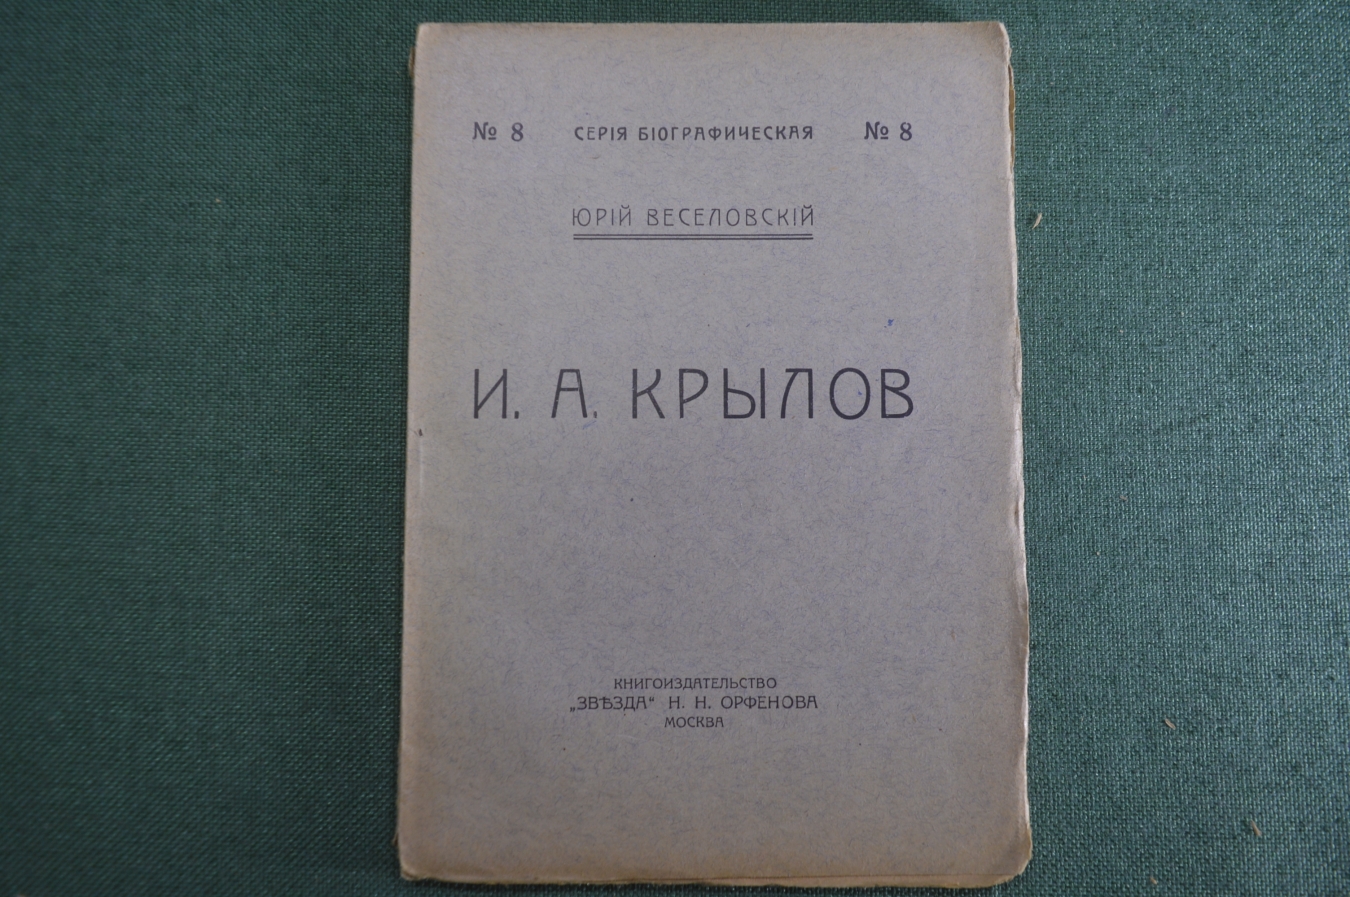 № 8 СЕРІЯ БІОГРАФИЧЕСКАЯ № 8
ЮРІЙ ВЕСЕЛОВСКІЙ
И. А. КРЫЛОВ
КНИГОИЗДАТЕЛЬСТВО
„ЗВѢЗДА“ Н. Н. ОРФЕНОВА
МОСКВА